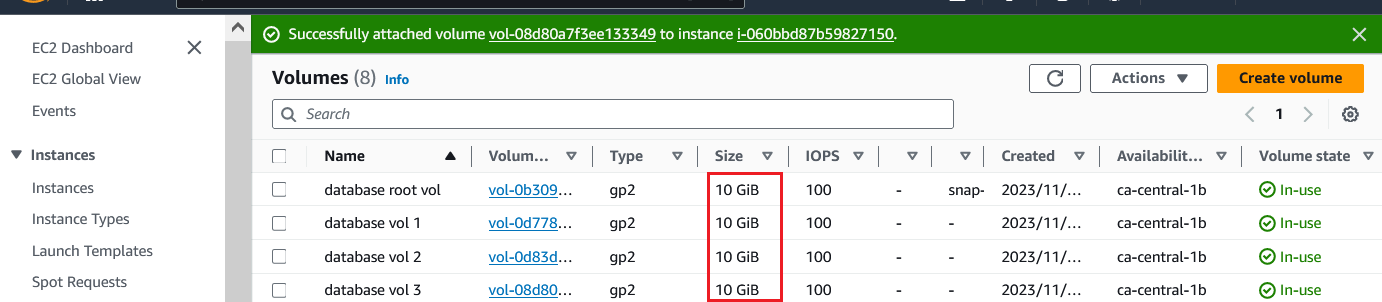 Successfully attached volume vol-08d80a7f3ee133349 to instance i-060bbd87b59827150.
EC2 Dashboard
EC2 Global View
Events
Instances
Instances
Instance Types
Launch Templates
Spot Requests
Volumes (8) Info
Actions
Create volume
Search
1
Name Volum... Type Size IOPS Created Availabilit... Volume state
database root vol vol-0b309... gp2 10 GiB 100 - snap- 2023/11/... ca-central-1b In-use
database vol 1 vol-0d778... gp2 10 GiB 100 - - 2023/11/... ca-central-1b In-use
database vol 2 vol-0d83d... gp2 10 GiB 100 - - 2023/11/... ca-central-1b In-use
database vol 3 vol-08d80... gp2 10 GiB 100 - - 2023/11/... ca-central-1b In-use